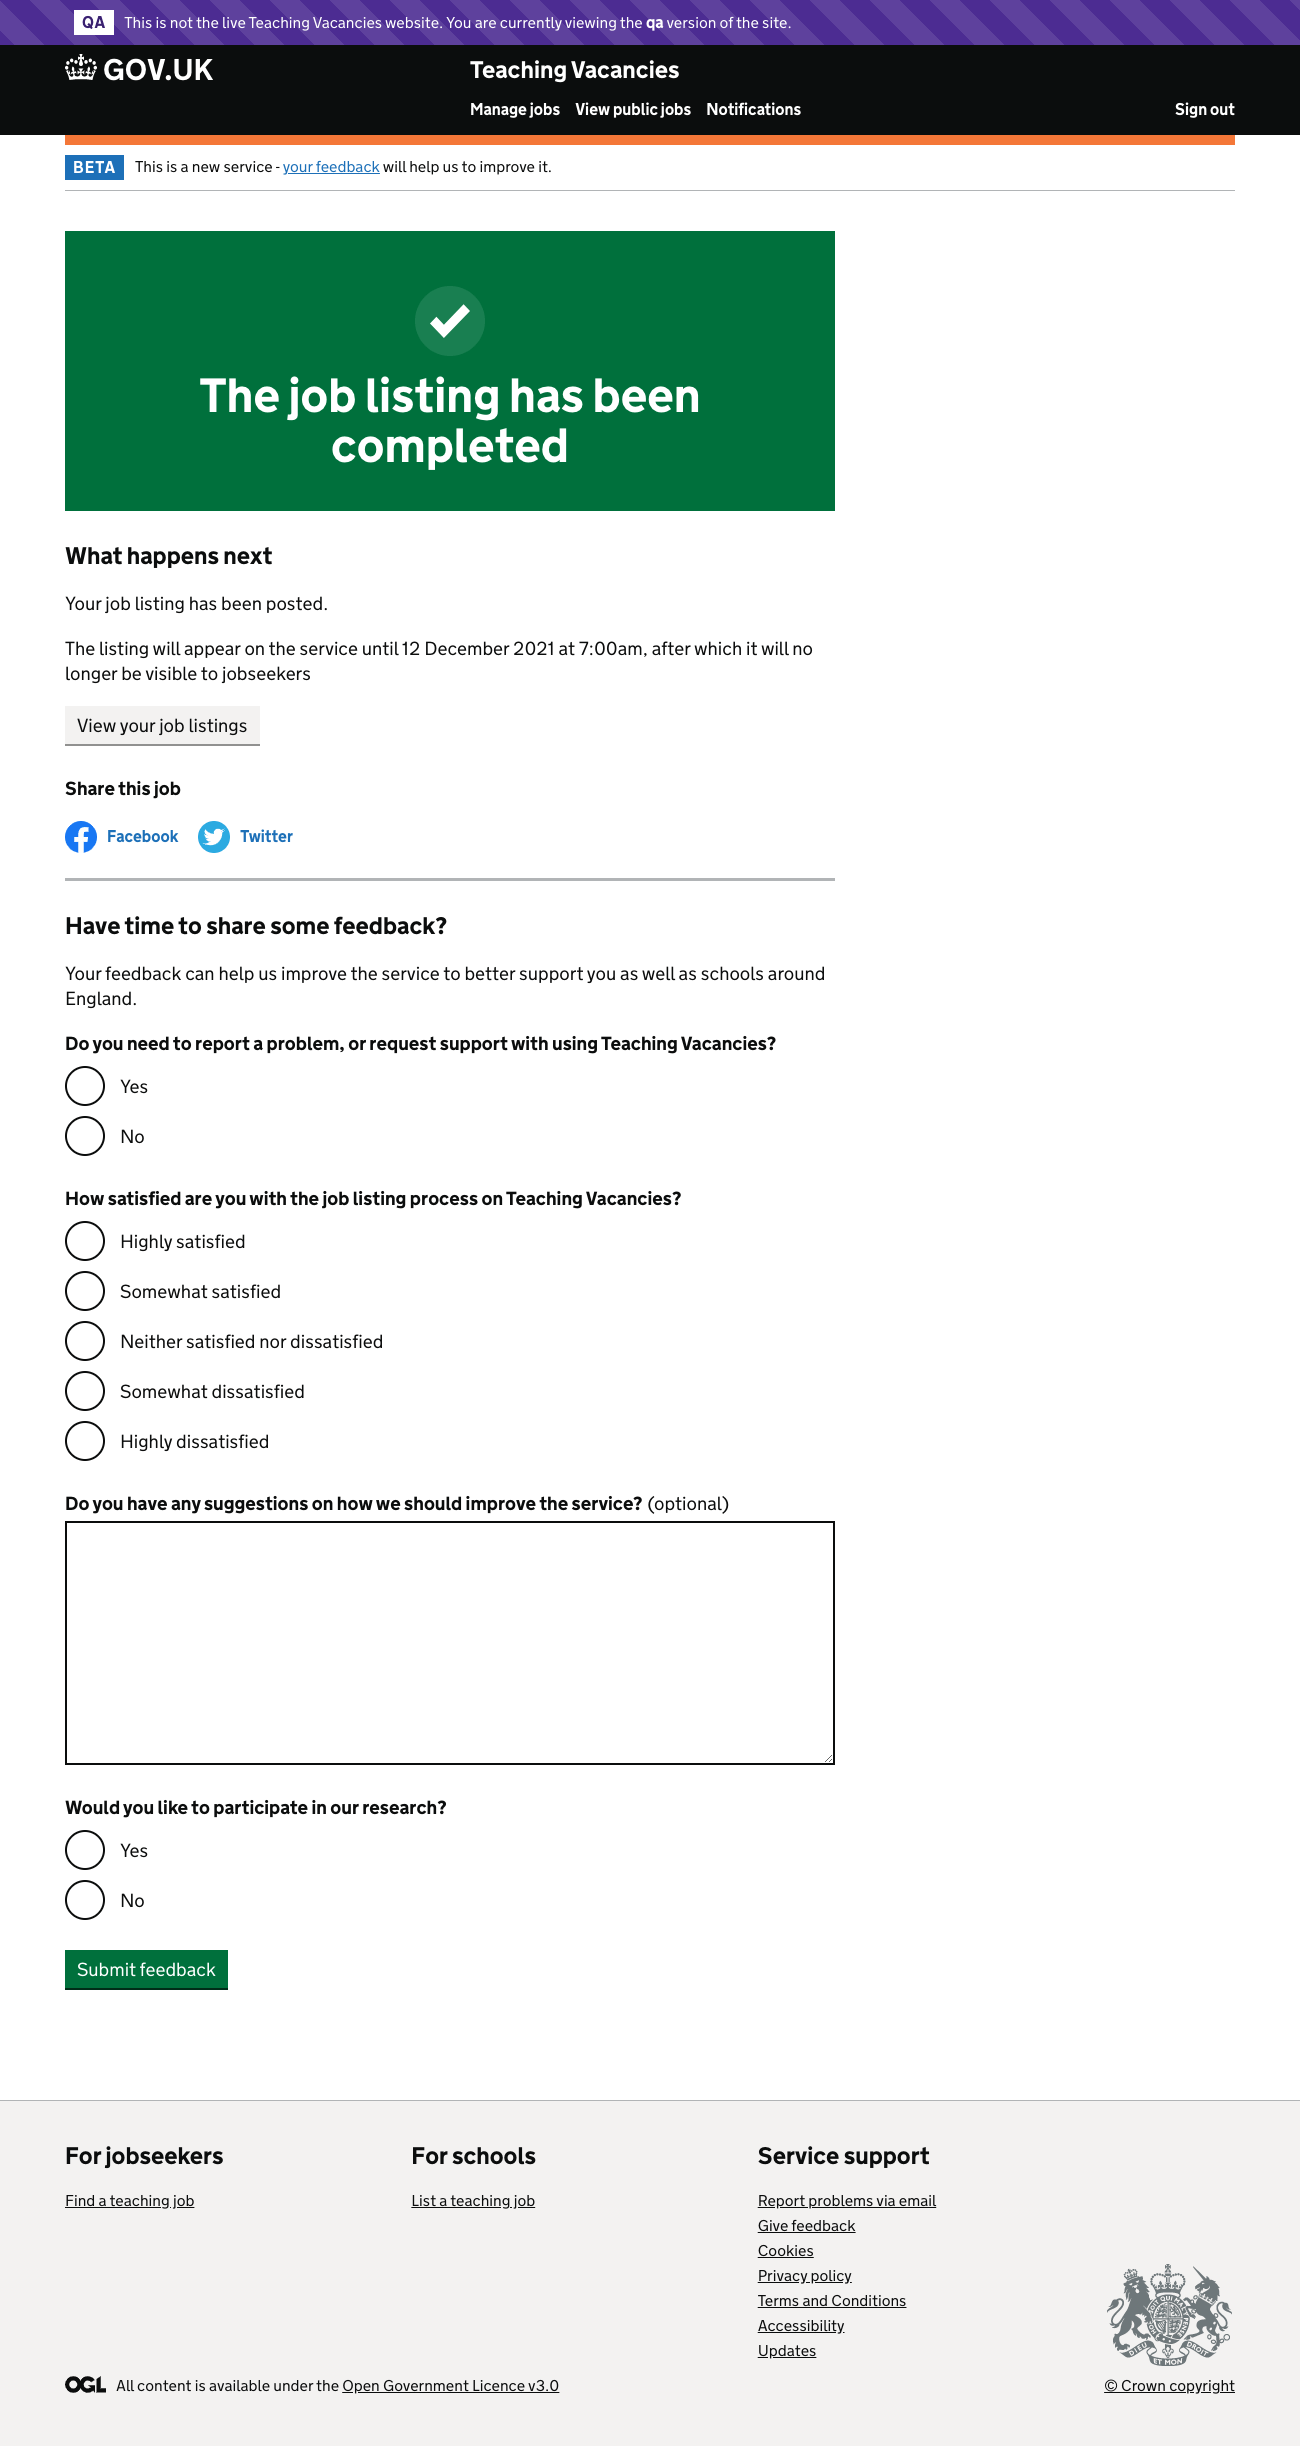 QA This is not the live Teaching Vacancies website. You are currently viewing the qa version of the site.
GOV.UK
Teaching Vacancies
Manage jobs View public jobs Notifications Sign out
BETA This is a new service - your feedback will help us to improve it.
The job listing has been
completed
What happens next
Your job listing has been posted.
The listing will appear on the service until 12 December 2021 at 7:00am, after which it will no
longer be visible to jobseekers
View your job listings
Share this job
Facebook Twitter
Have time to share some feedback?
Your feedback can help us improve the service to better support you as well as schools around
England.
Do you need to report a problem, or request support with using Teaching Vacancies?
Yes
No
How satisfied are you with the job listing process on Teaching Vacancies?
Highly satisfied
Somewhat satisfied
Neither satisfied nor dissatisfied
Somewhat dissatisfied
Highly dissatisfied
Do you have any suggestions on how we should improve the service? (optional)
Would you like to participate in our research?
Yes
No
Submit feedback
For jobseekers
Find a teaching job
For schools
List a teaching job
Service support
Report problems via email
Give feedback
Cookies
Privacy policy
Terms and Conditions
Accessibility
Updates
DIEU ET MON DROIT
OGL All content is available under the Open Government Licence v3.0
© Crown copyright